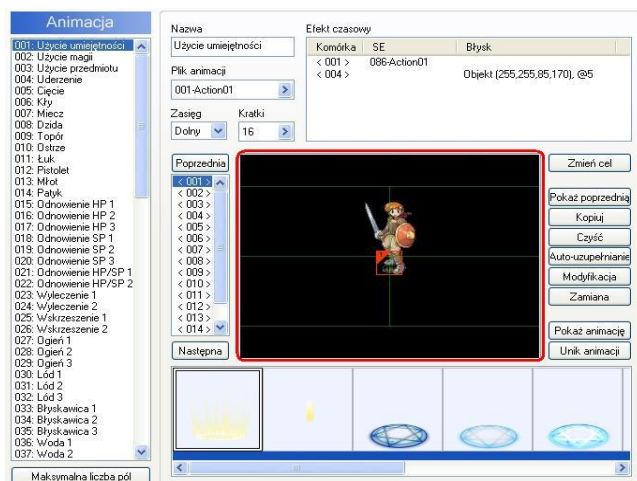 Animacja
001: Użycie umiejętności
002: Użycie magii
003: Użycie przedmiotu
004: Uderzenie
005: Cięcie
006: Kły
007: Miecz
008: Dzida
009: Topór
010: Ostrze
011: Łuk
012: Pistolet
013: Młot
014: Patyk
015: Odnowienie HP 1
016: Odnowienie HP 2
017: Odnowienie HP 3
018: Odnowienie SP 1
019: Odnowienie SP 2
020: Odnowienie SP 3
021: Odnowienie HP/SP 1
022: Odnowienie HP/SP 2
023: Wyleczenie 1
024: Wyleczenie 2
025: Wskrzeszenie 1
026: Wskrzeszenie 2
027: Ogień 1
028: Ogień 2
029: Ogień 3
030: Lód 1
031: Lód 2
032: Lód 3
033: Błyskawica 1
034: Błyskawica 2
035: Błyskawica 3
036: Woda 1
037: Woda 2
Maksymalna liczba pól
Nazwa
Użycie umiejętności
Plik animacji
001-Action01
Zasięg Kratki
Dolny 16
Efekt czasowy
Komórka SE Błysk
< 001 > 086-Action01
< 004 > Objekt (255,255,85,170), @5
Poprzednia
< 001 >
< 002 >
< 003 >
< 004 >
< 005 >
< 006 >
< 007 >
< 008 >
< 009 >
< 010 >
< 011 >
< 012 >
< 013 >
< 014 >
Następna
Zmień cel
Pokaż poprzednią
Kopiuj
Czyść
Auto-uzupełnianie
Modyfikacja
Zamiana
Pokaż animację
Unik animacji